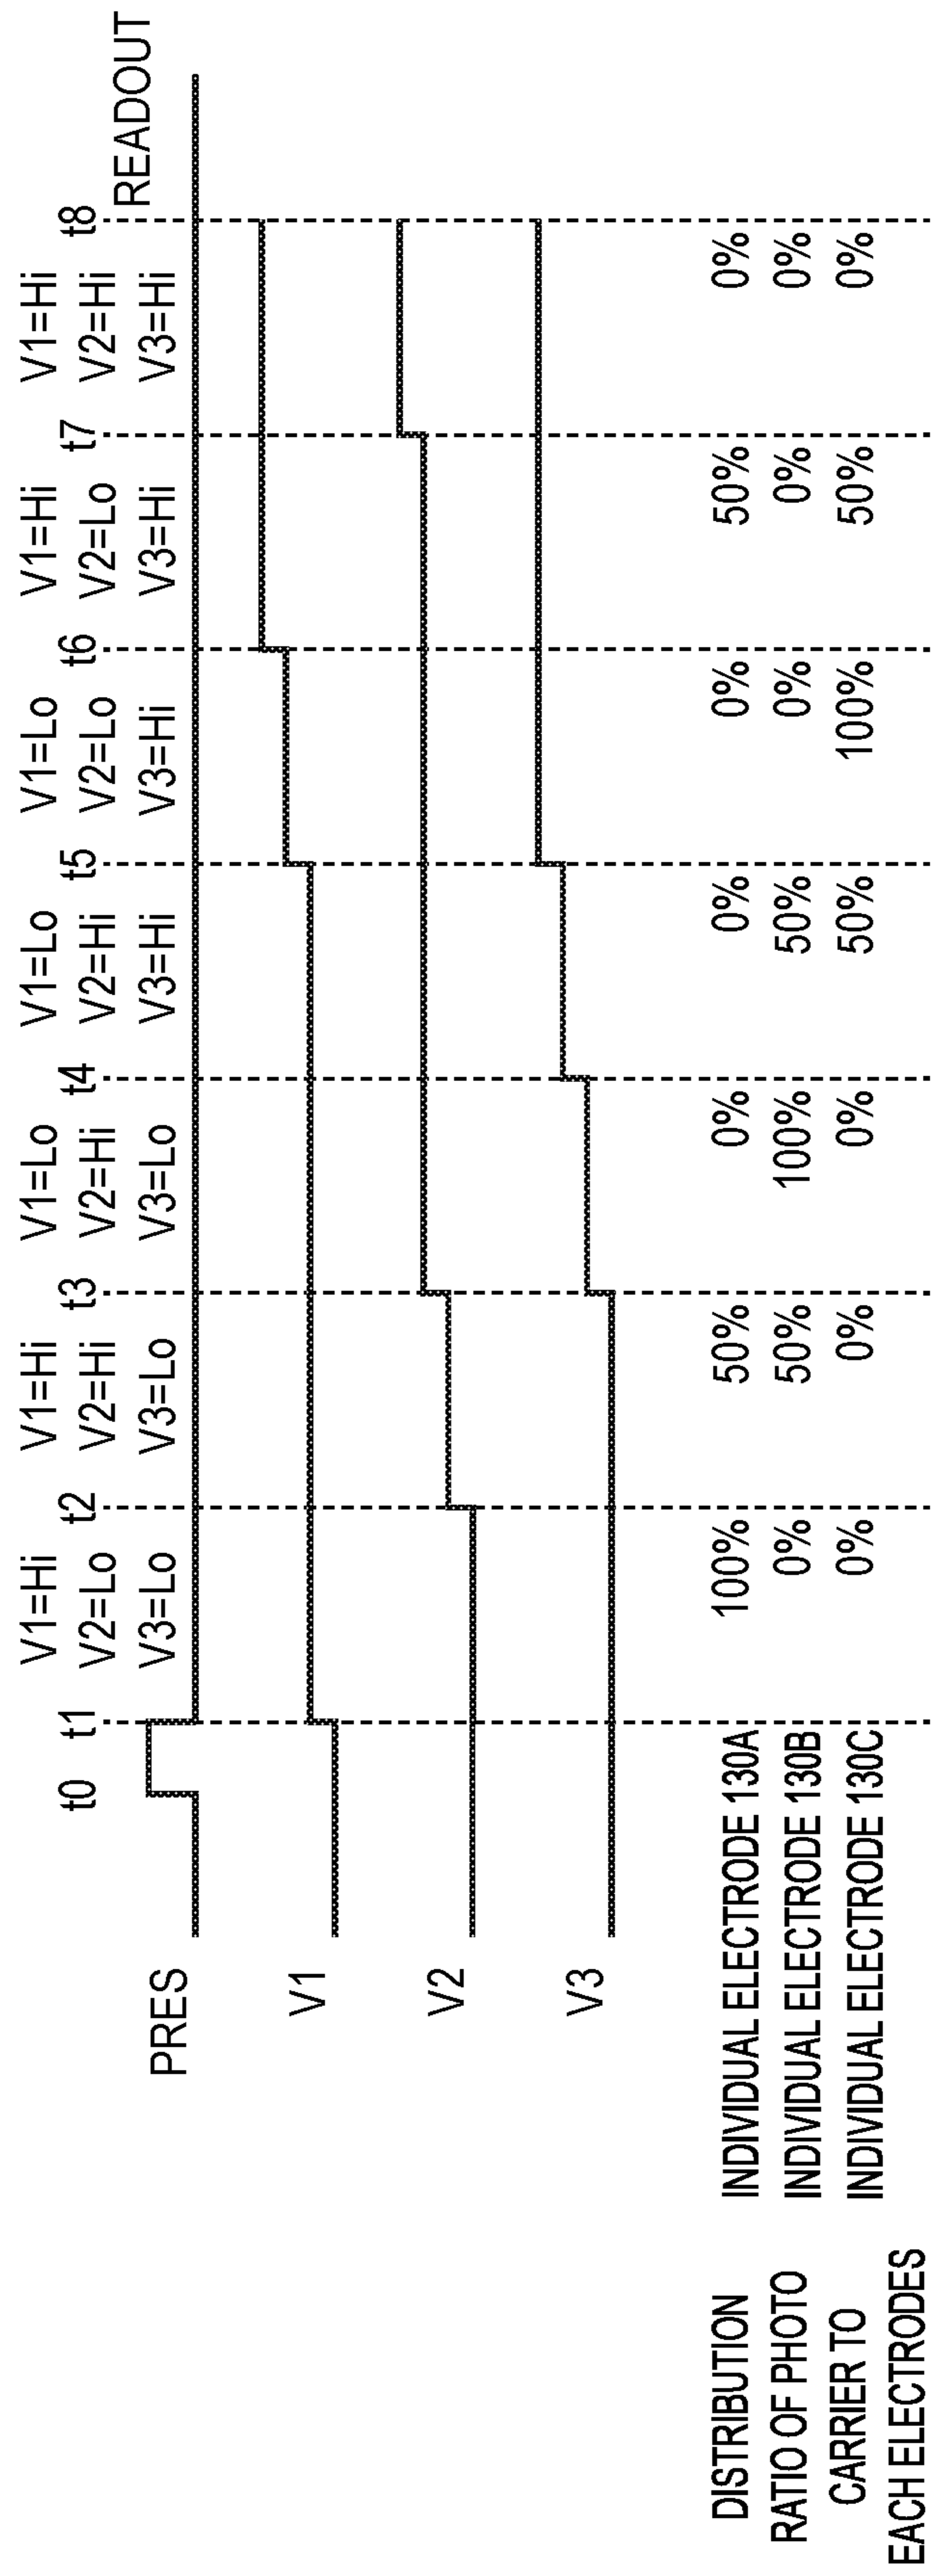 V1=Hi V1=Hi V1=Lo V1=Lo V1=Lo V1=Hi V1=Hi
V2=Lo V2=Hi V2=Hi V2=Hi V2=Lo V2=Lo V2=Hi
V3=Lo V3=Lo V3=Lo V3=Hi V3=Hi V3=Hi V3=Hi
t0 t1 t2 t3 t4 t5 t6 t7 t8
READOUT
PRES
V1
V2
V3
DISTRIBUTION
RATIO OF PHOTO
CARRIER TO
EACH ELECTRODES
INDIVIDUAL ELECTRODE 130A 100% 50% 0% 0% 0% 50% 0%
INDIVIDUAL ELECTRODE 130B 0% 50% 100% 50% 0% 0% 0%
INDIVIDUAL ELECTRODE 130C 0% 0% 0% 50% 100% 50% 0%